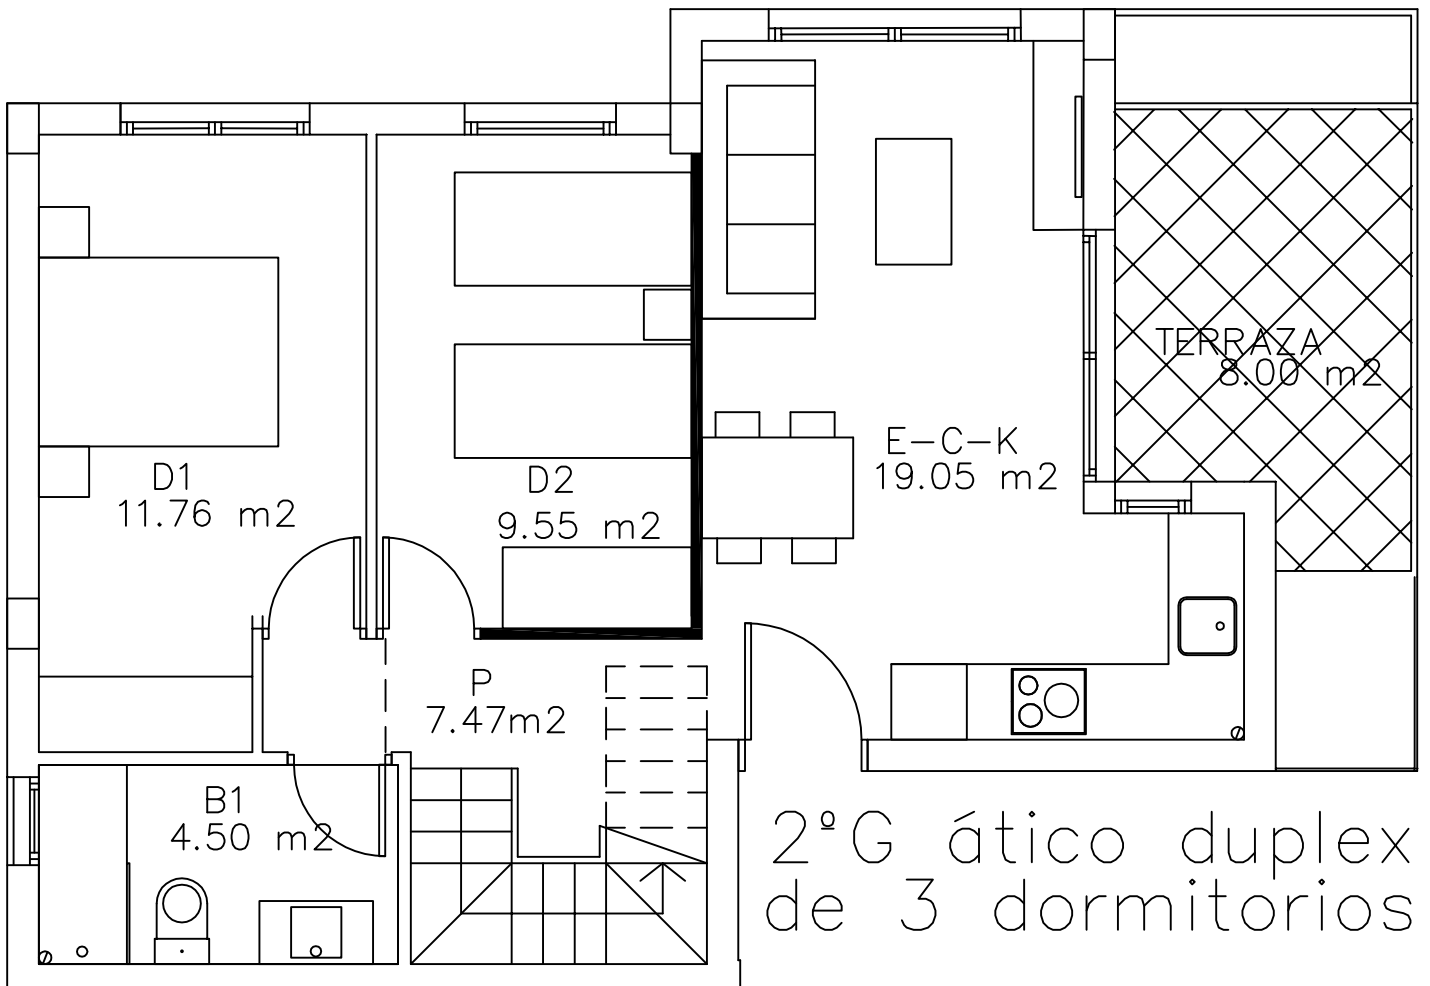 TERRAZA
8.00 m2
E-C-K
19.05 m2
D1
11.76 m2
D2
9.55 m2
P
7.47m2
B1
4.50 m2
2ºG ático duplex
de 3 dormitorios